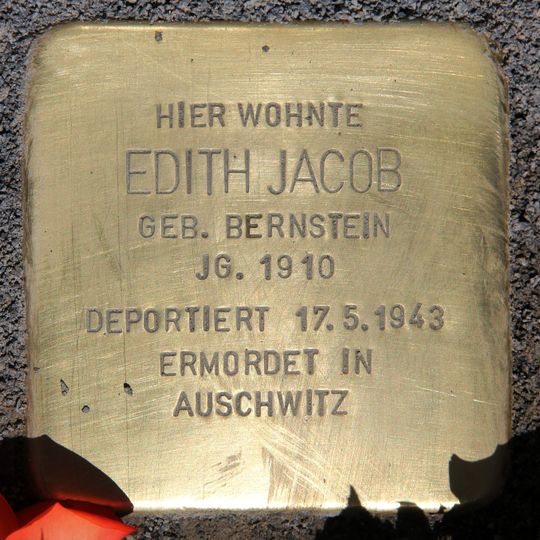 HIER WOHNTE
EDITH JACOB
GEB. BERNSTEIN
JG. 1910
DEPORTIERT 17.5.1943
ERMORDET IN
AUSCHWITZ